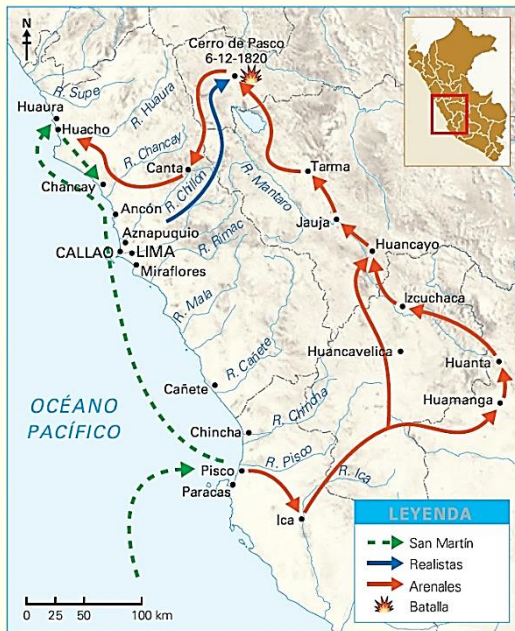 N
Cerro de Pasco
6-12-1820
R. Supe
R. Huaura
Huaura
Huacho
R. Chancay
Canta
Chancay
R. Chillón
R. Mantaro
Tarma
Ancón
Jauja
Aznapuquio
R. Rímac
CALLAO
LIMA
Miraflores
Huancayo
R. Mala
Izcuchaca
Huancavelica
R. Cañete
Huanta
Cañete
Huamanga
OCÉANO
PACÍFICO
R. Chincha
Chincha
R. Pisco
Pisco
R. Ica
Paracas
Ica
LEYENDA
San Martín
Realistas
Arenales
Batalla
0 25 50 100 km